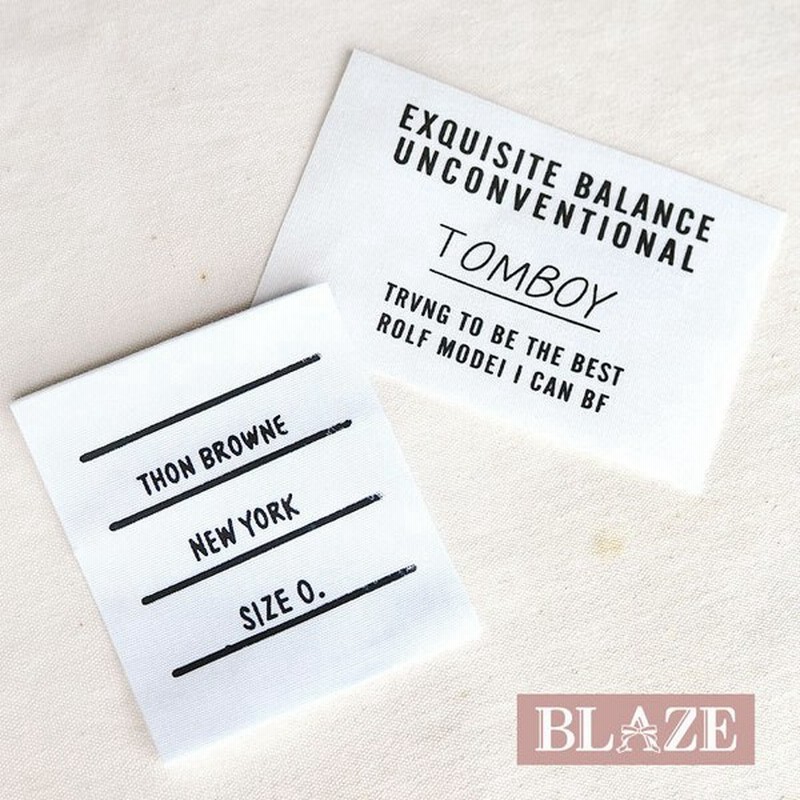 EXQUISITE BALANCE
UNCONVENTIONAL
TOMBOY
TRVNG TO BE THE BEST
ROLF MODEI I CAN BF
THON BROWNE
NEW YORK
SIZE 0.
BLAZE